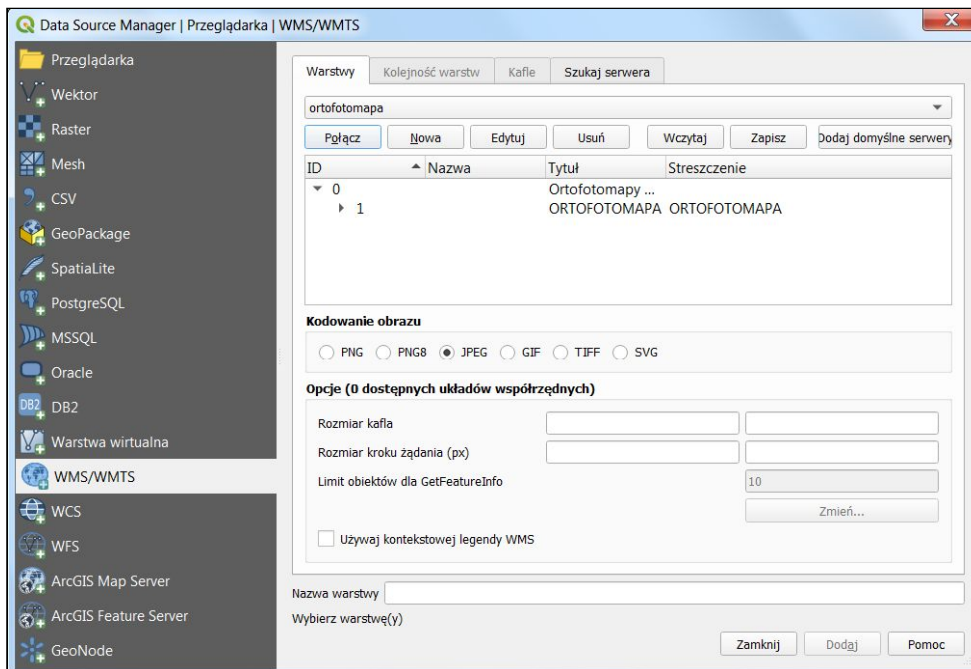 Data Source Manager | Przeglądarka | WMS/WMTS
Przeglądarka
Wektor
Raster
Mesh
CSV
GeoPackage
SpatiaLite
PostgreSQL
MSSQL
Oracle
DB2
DB2
Warstwa wirtualna
WMS/WMTS
WCS
WFS
ArcGIS Map Server
ArcGIS Feature Server
GeoNode
Warstwy Kolejność warstw Kafle Szukaj serwera
ortofotomapa
Połącz Nowa Edytuj Usuń Wczytaj Zapisz Dodaj domyślne serwery
ID Nazwa Tytuł Streszczenie
0 Ortofotomapy ...
1 ORTOFOTOMAPA ORTOFOTOMAPA
Kodowanie obrazu
PNG PNG8 JPEG GIF TIFF SVG
Opcje (0 dostępnych układów współrzędnych)
Rozmiar kafla
Rozmiar kroku żądania (px)
Limit obiektów dla GetFeatureInfo 10
Zmień...
Używaj kontekstowej legendy WMS
Nazwa warstwy
Wybierz warstwę(y)
Zamknij Dodaj Pomoc